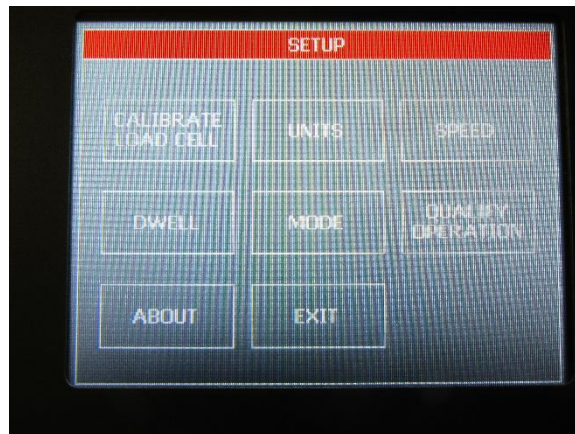 SETUP
CALIBRATE
LOAD CELL
UNITS
SPEED
DWELL
MODE
QUALIFY
OPERATION
ABOUT
EXIT